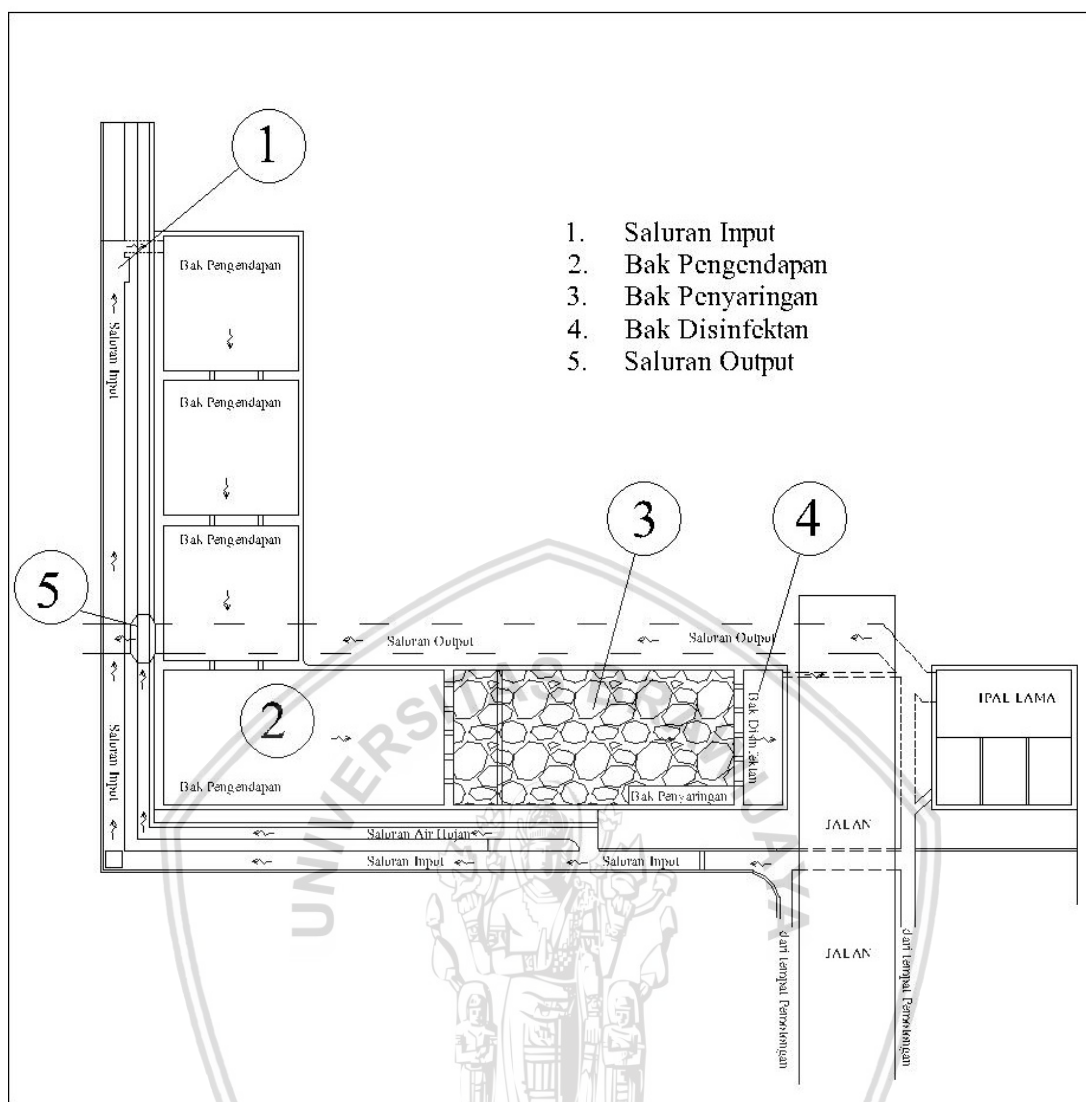 1
1. Saluran Input
2. Bak Pengendapan
3. Bak Penyaringan
4. Bak Disinfektan
5. Saluran Output
Bak Pengendapan
Saluran Input
Bak Pengendapan
3
4
Bak Pengendapan
5
Saluran Output
Saluran Output
2
Bak Pengendapan
Bak Disinfektan
Bak Penyaringan
IPAL LAMA
Saluran Input
Saluran Air Hujan
Saluran Input
Saluran Input
JALAN
JALAN
dari tempat Pemotongan
dari tempat Pemotongan
UNIVERSITAS BRAWIJAYA